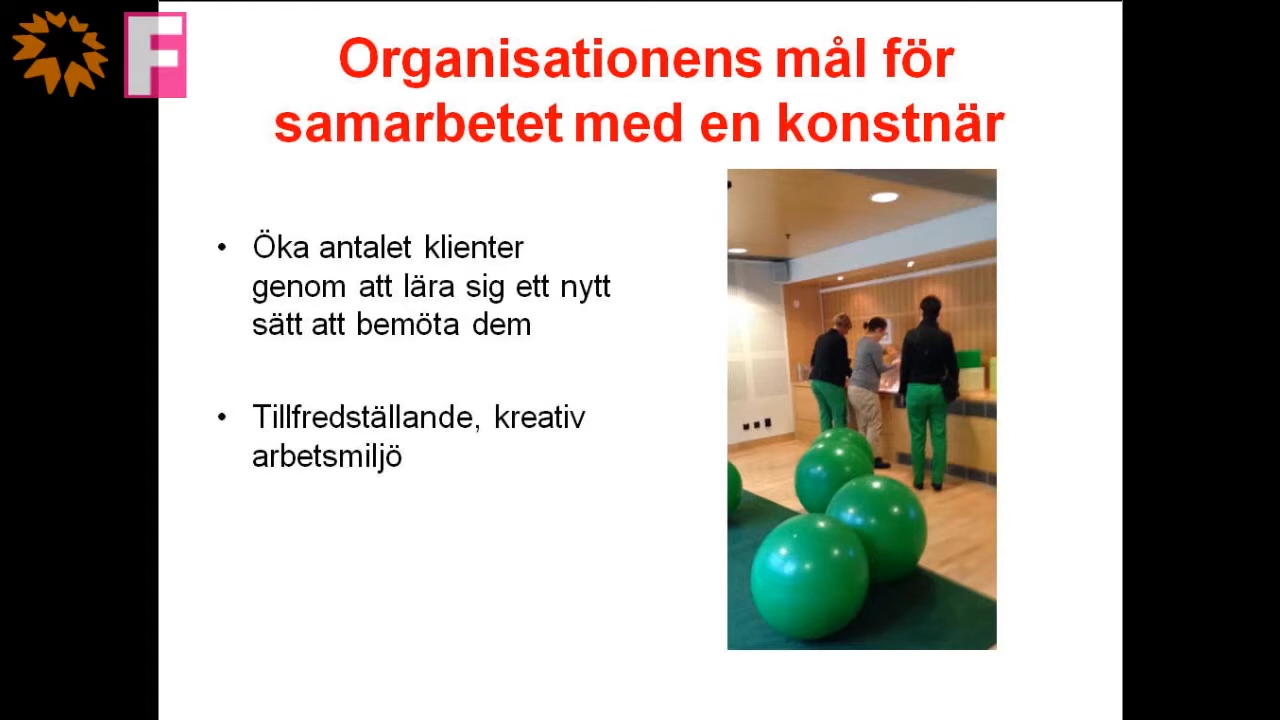 F
Organisationens mål för
samarbetet med en konstnär
• Öka antalet klienter
genom att lära sig ett nytt
sätt att bemöta dem
• Tillfredställande, kreativ
arbetsmiljö